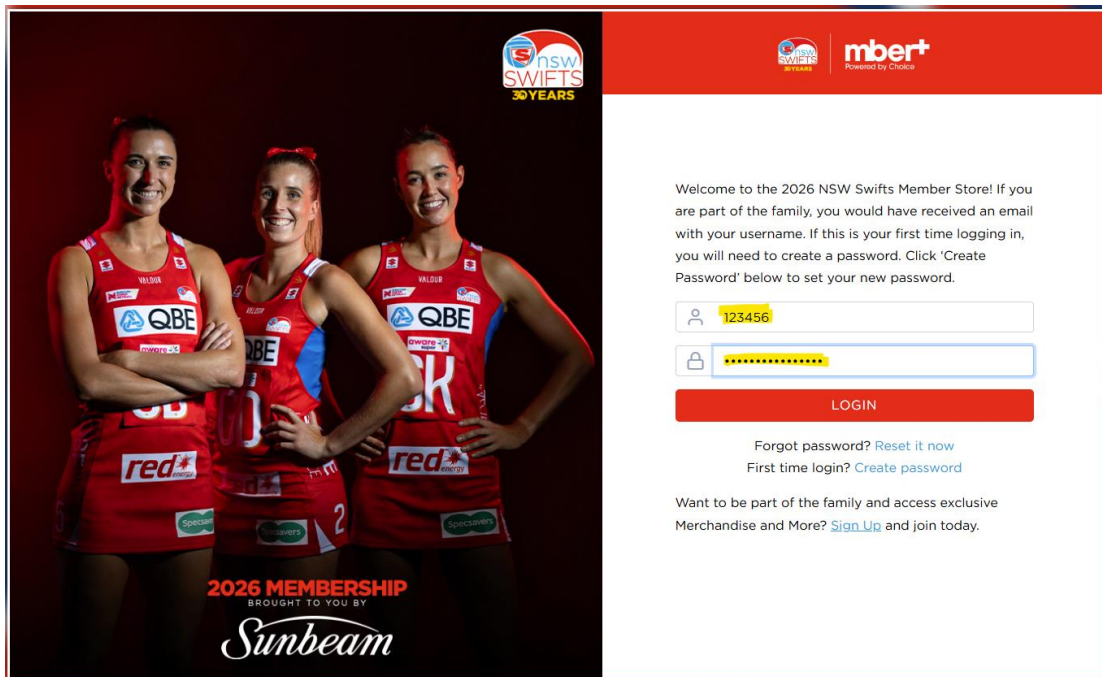 nsw
SWIFTS
30 YEARS
nsw
SWIFTS
30 YEARS
mber+
Powered by Choice
Welcome to the 2026 NSW Swifts Member Store! If you
are part of the family, you would have received an email
with your username. If this is your first time logging in,
you will need to create a password. Click ‘Create
Password’ below to set your new password.
123456
LOGIN
Forgot password? Reset it now
First time login? Create password
Want to be part of the family and access exclusive
Merchandise and More? Sign Up and join today.
VALOUR
VALOUR
VALOUR
QBE
QBE
QBE
aware
super
aware
super
GK
red
energy
red
energy
Specsavers
Specsavers
2
2026 MEMBERSHIP
BROUGHT TO YOU BY
Sunbeam